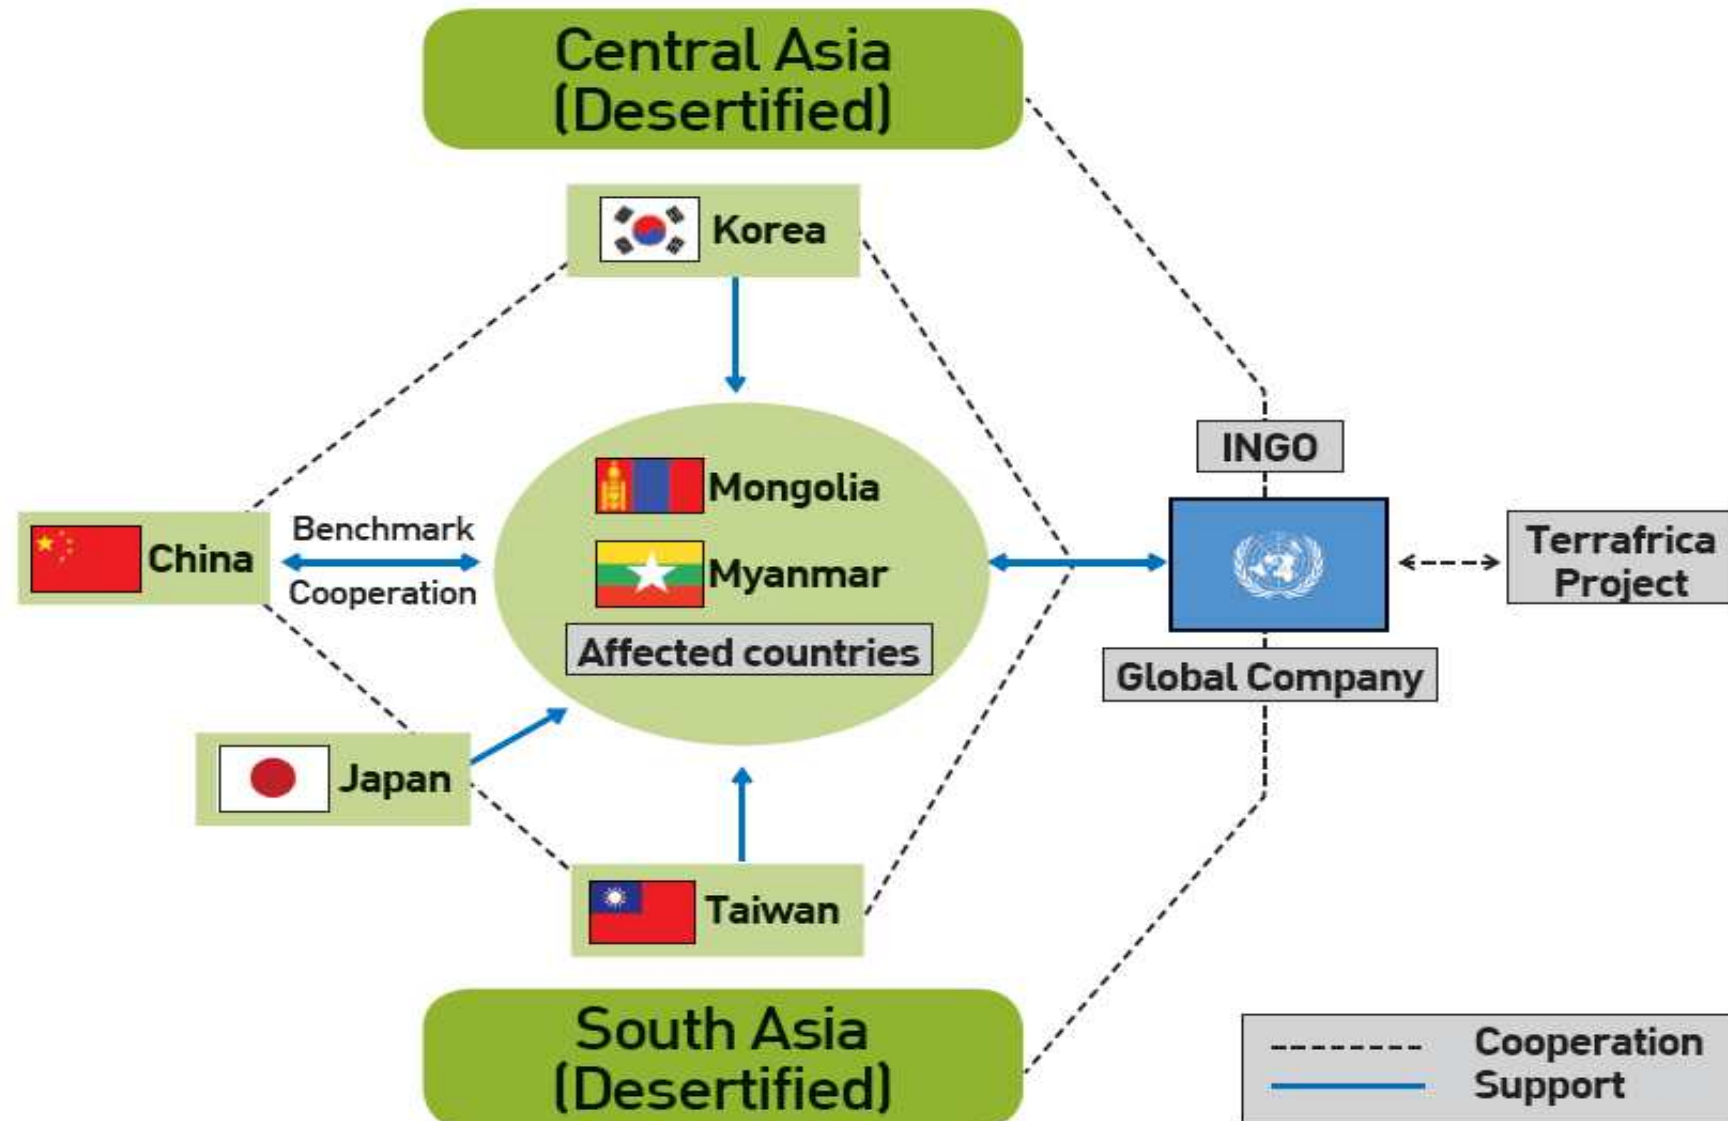 Central Asia
(Desertified)
Korea
Mongolia
Myanmar
Affected countries
China
Benchmark
Cooperation
INGO
Global Company
Terrafrica
Project
Japan
Taiwan
South Asia
(Desertified)
Cooperation
Support